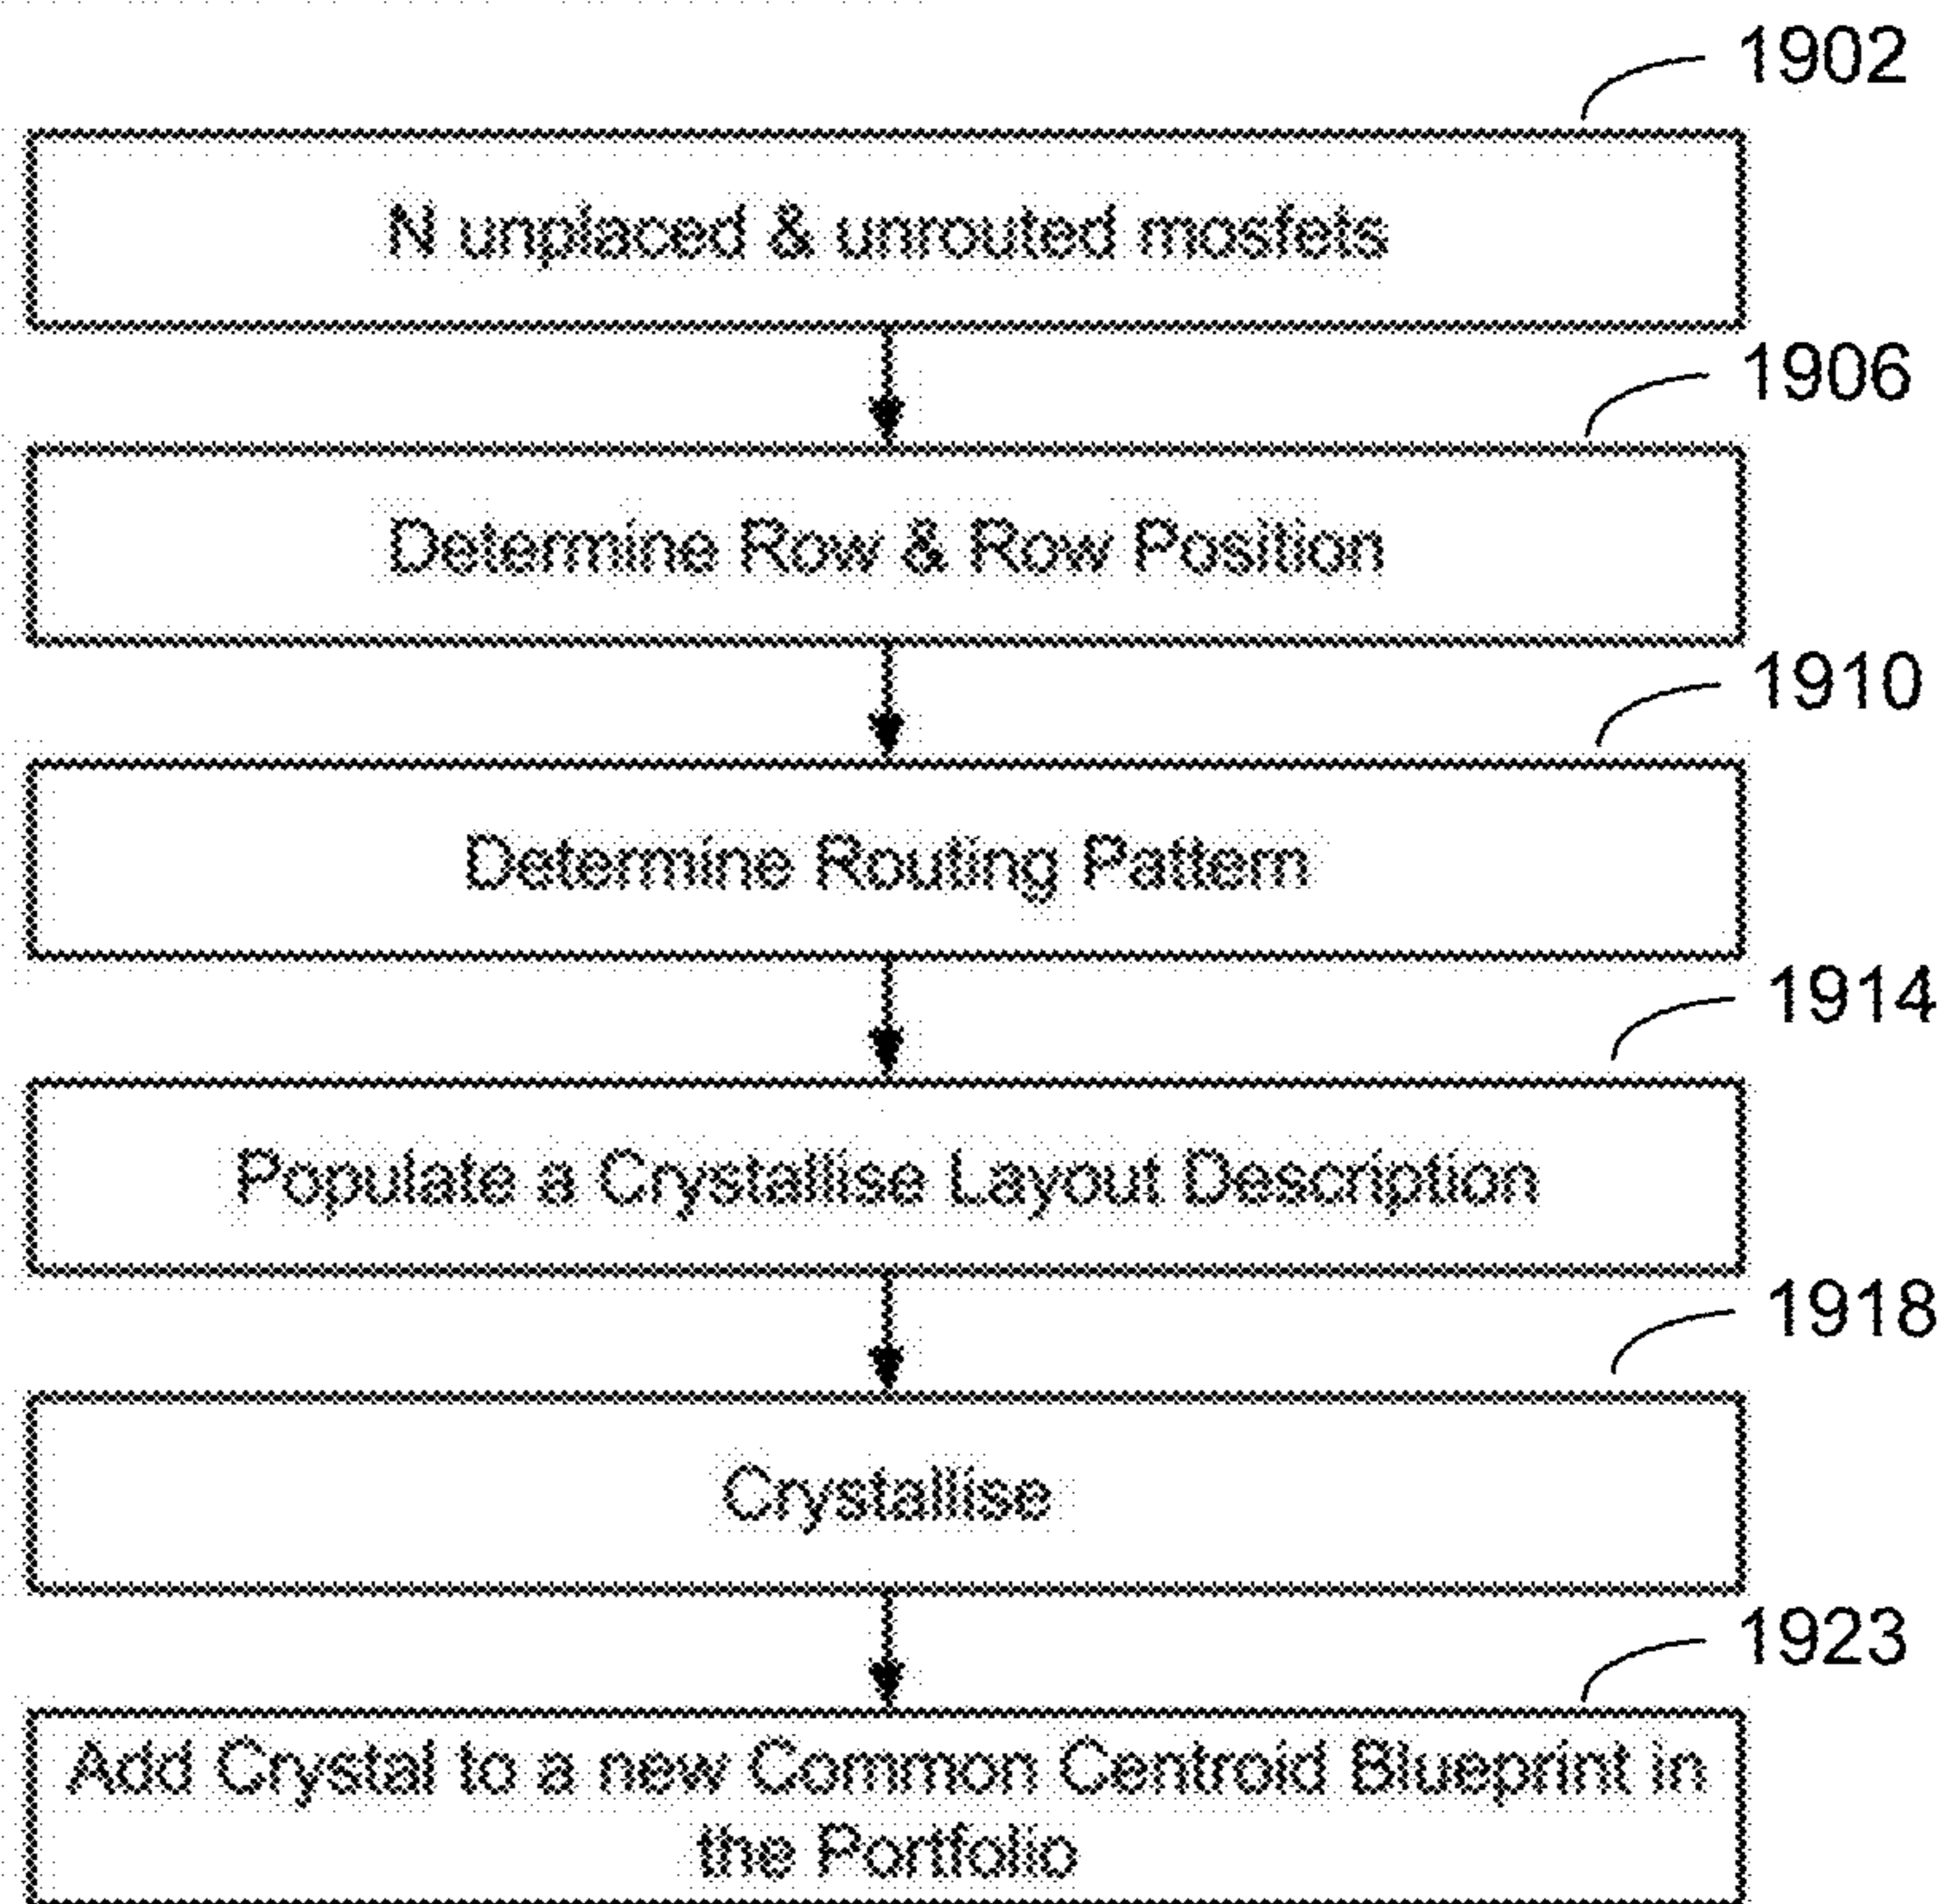 1902
N unplaced & unrouted mosfets
1906
Determine Row & Row Position
1910
Determine Routing Pattern
1914
Populate a Crystallise Layout Description
1918
Crystallise
1923
Add Crystal to a new Common Centroid Blueprint in
the Portfolio